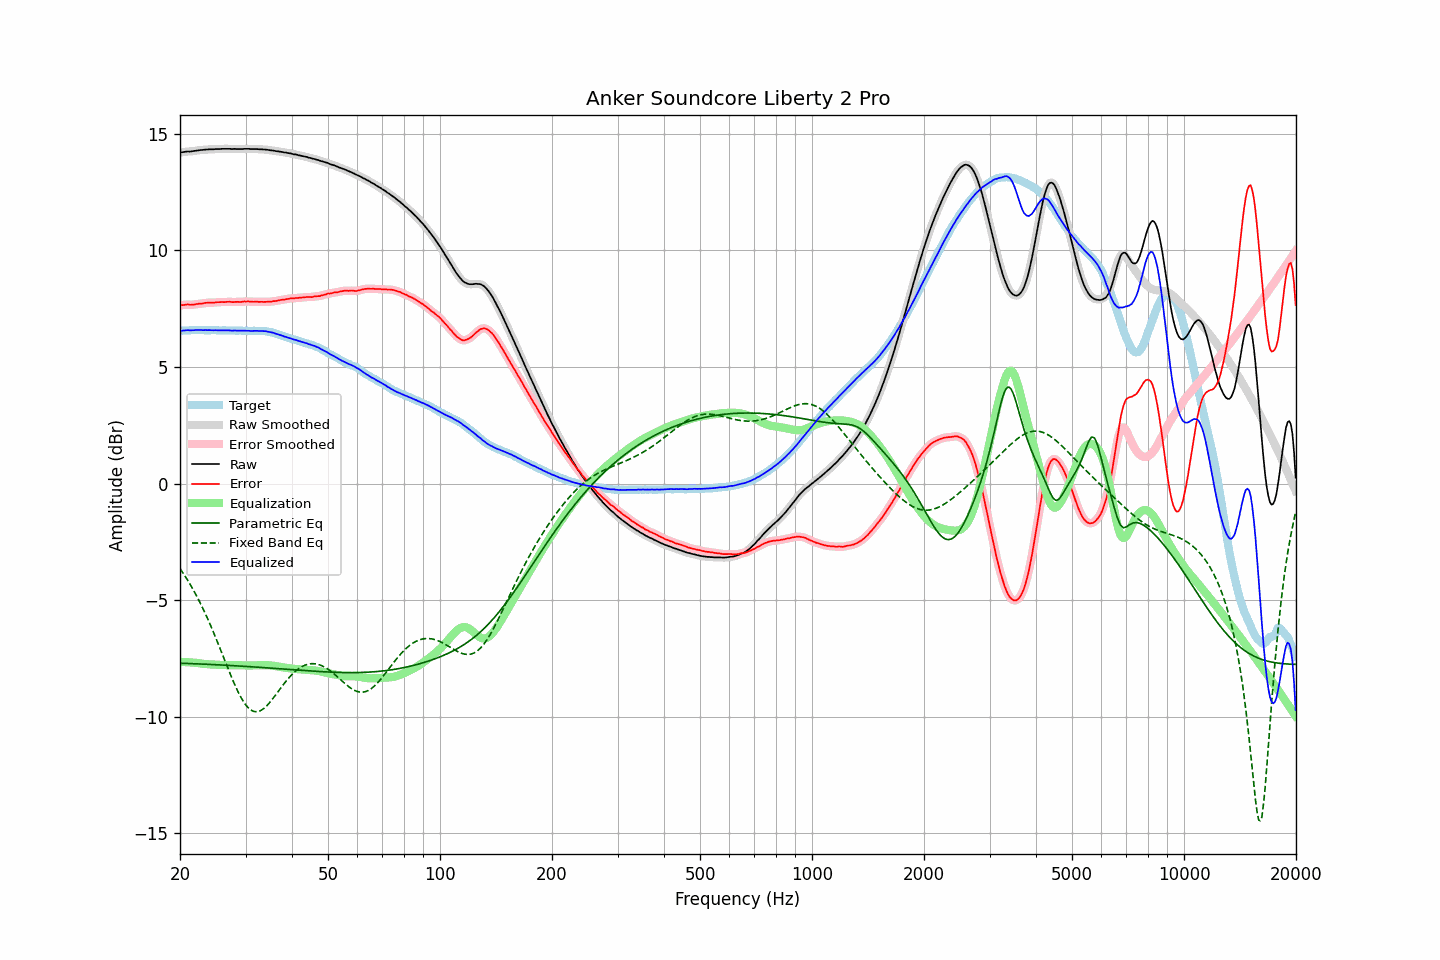 Anker Soundcore Liberty 2 Pro
Amplitude (dBr)
15
10
5
0
−5
−10
−15
Target
Raw Smoothed
Error Smoothed
Raw
Error
Equalization
Parametric Eq
Fixed Band Eq
Equalized
20 50 100 200 500 1000 2000 5000 10000 20000
Frequency (Hz)